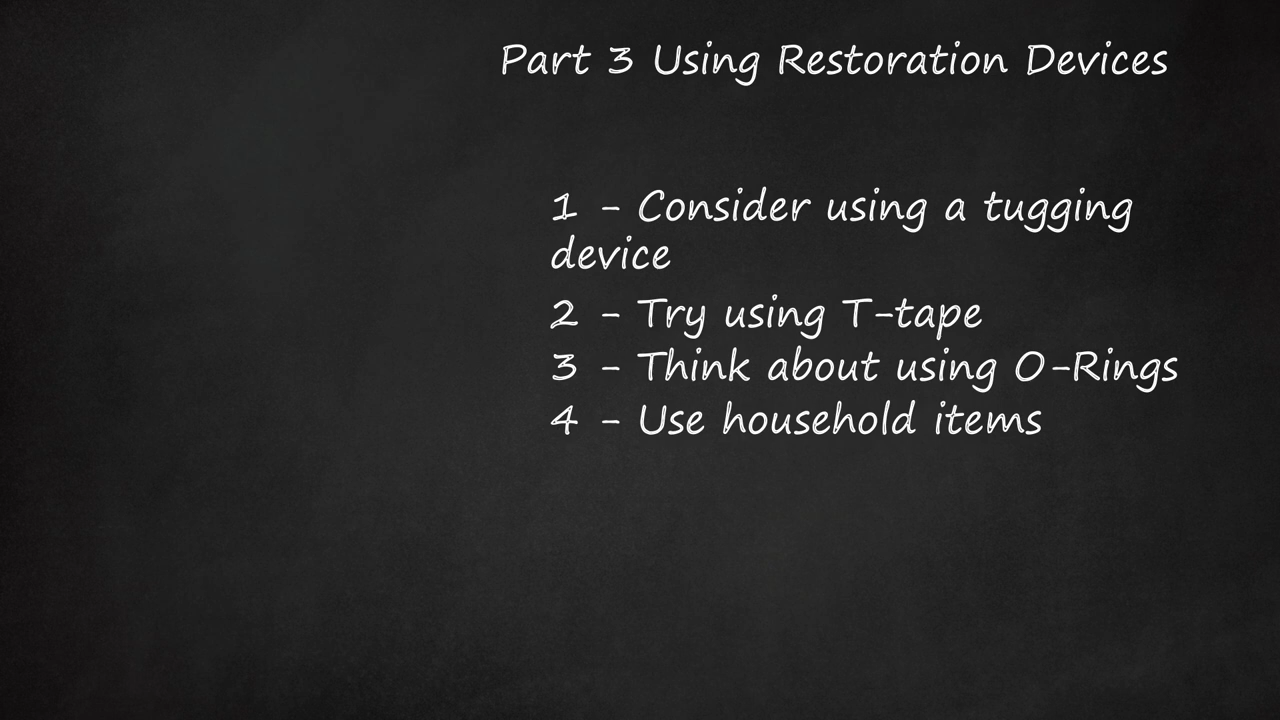 Part 3 Using Restoration Devices
1 - Consider using a tugging
device
2 - Try using T-tape
3 - Think about using O-Rings
4 - Use household items